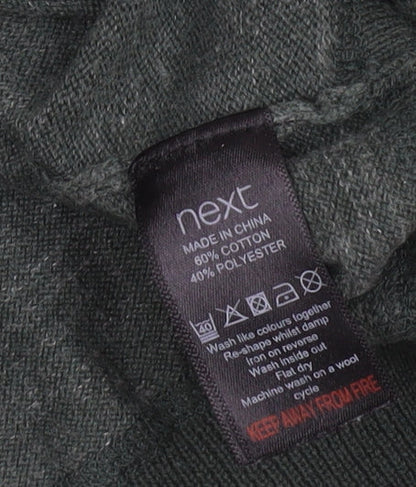 next
MADE IN CHINA
60% COTTON
40% POLYESTER
40
Wash like colours together
Re-shape whilst damp
Iron on reverse
Wash inside out
Flat dry
Machine wash on a wool
cycle
KEEP AWAY FROM FIRE